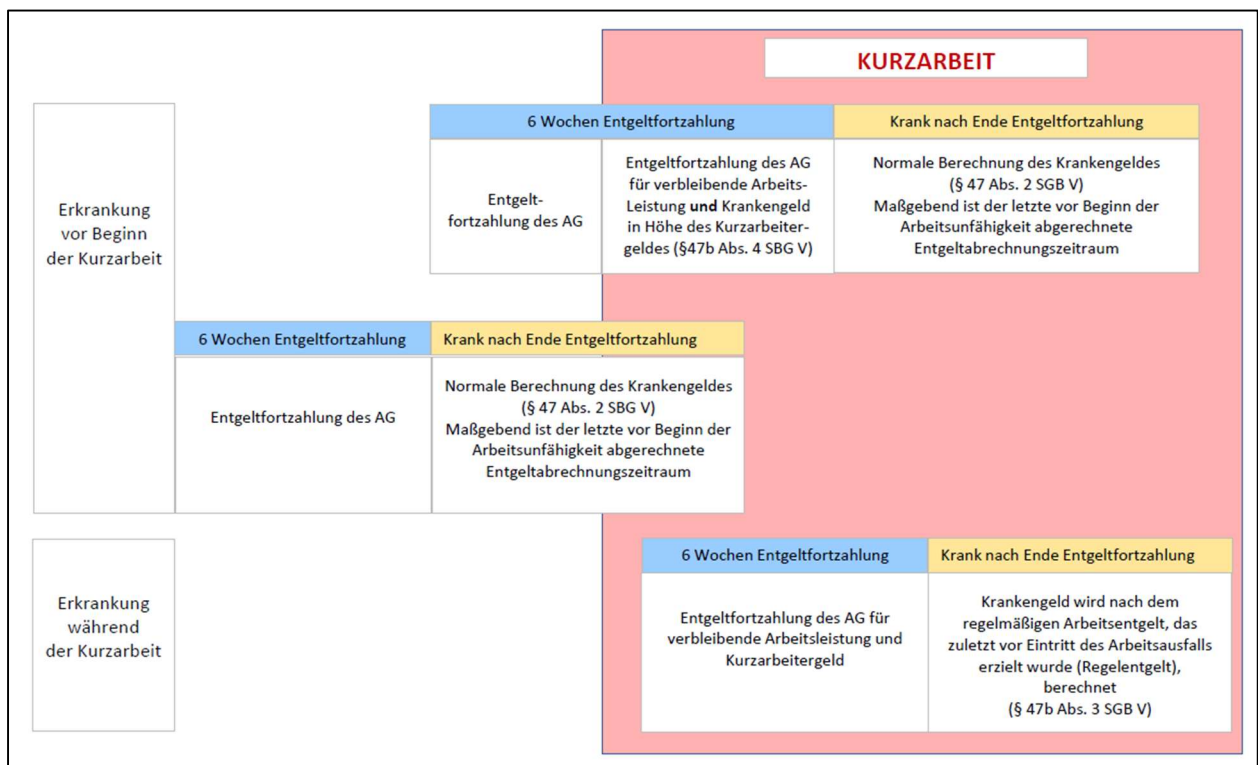 KURZARBEIT
Erkrankung
vor Beginn
der Kurzarbeit
6 Wochen Entgeltfortzahlung
Krank nach Ende Entgeltfortzahlung
Entgelt-
fortzahlung des AG
Entgeltfortzahlung des AG
für verbleibende Arbeits-
Leistung und Krankengeld
in Höhe des Kurzarbeiter-
geldes (§47b Abs. 4 SBG V)
Normale Berechnung des Krankengeldes
(§ 47 Abs. 2 SGB V)
Maßgebend ist der letzte vor Beginn der
Arbeitsunfähigkeit abgerechnete
Entgeltabrechnungszeitraum
6 Wochen Entgeltfortzahlung
Krank nach Ende Entgeltfortzahlung
Entgeltfortzahlung des AG
Normale Berechnung des Krankengeldes
(§ 47 Abs. 2 SBG V)
Maßgebend ist der letzte vor Beginn der
Arbeitsunfähigkeit abgerechnete
Entgeltabrechnungszeitraum
Erkrankung
während
der Kurzarbeit
6 Wochen Entgeltfortzahlung
Krank nach Ende Entgeltfortzahlung
Entgeltfortzahlung des AG für
verbleibende Arbeitsleistung und
Kurzarbeitergeld
Krankengeld wird nach dem
regelmäßigen Arbeitsentgelt, das
zuletzt vor Eintritt des Arbeitsausfalls
erzielt wurde (Regelentgelt),
berechnet
(§ 47b Abs. 3 SGB V)